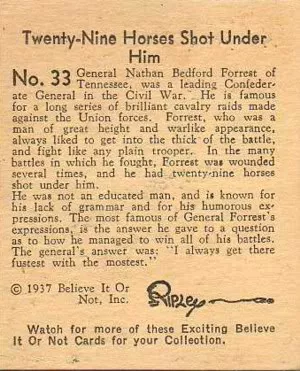 Twenty-Nine Horses Shot Under
Him
No. 33 General Nathan Bedford Forrest of
Tennessee, was a leading Confeder-
ate General in the Civil War. He is famous
for a long series of brilliant cavalry raids made
against the Union forces. Forrest, who was a
man of great height and warlike appearance,
always liked to get into the thick of the battle,
and fight like any plain trooper. In the many
battles in which he fought, Forrest was wounded
several times, and he had twenty-nine horses
shot under him.
He was not an educated man, and is known for
his lack of grammar and for his humorous ex-
pressions. The most famous of General Forrest's
expressions, is the answer he gave to a question
as to how he managed to win all of his battles.
The general's answer was: "I always get there
fastest with the mostest."
© 1937 Believe It Or
Not, Inc.
Ripley
Watch for more of these Exciting Believe
It Or Not Cards for your Collection.